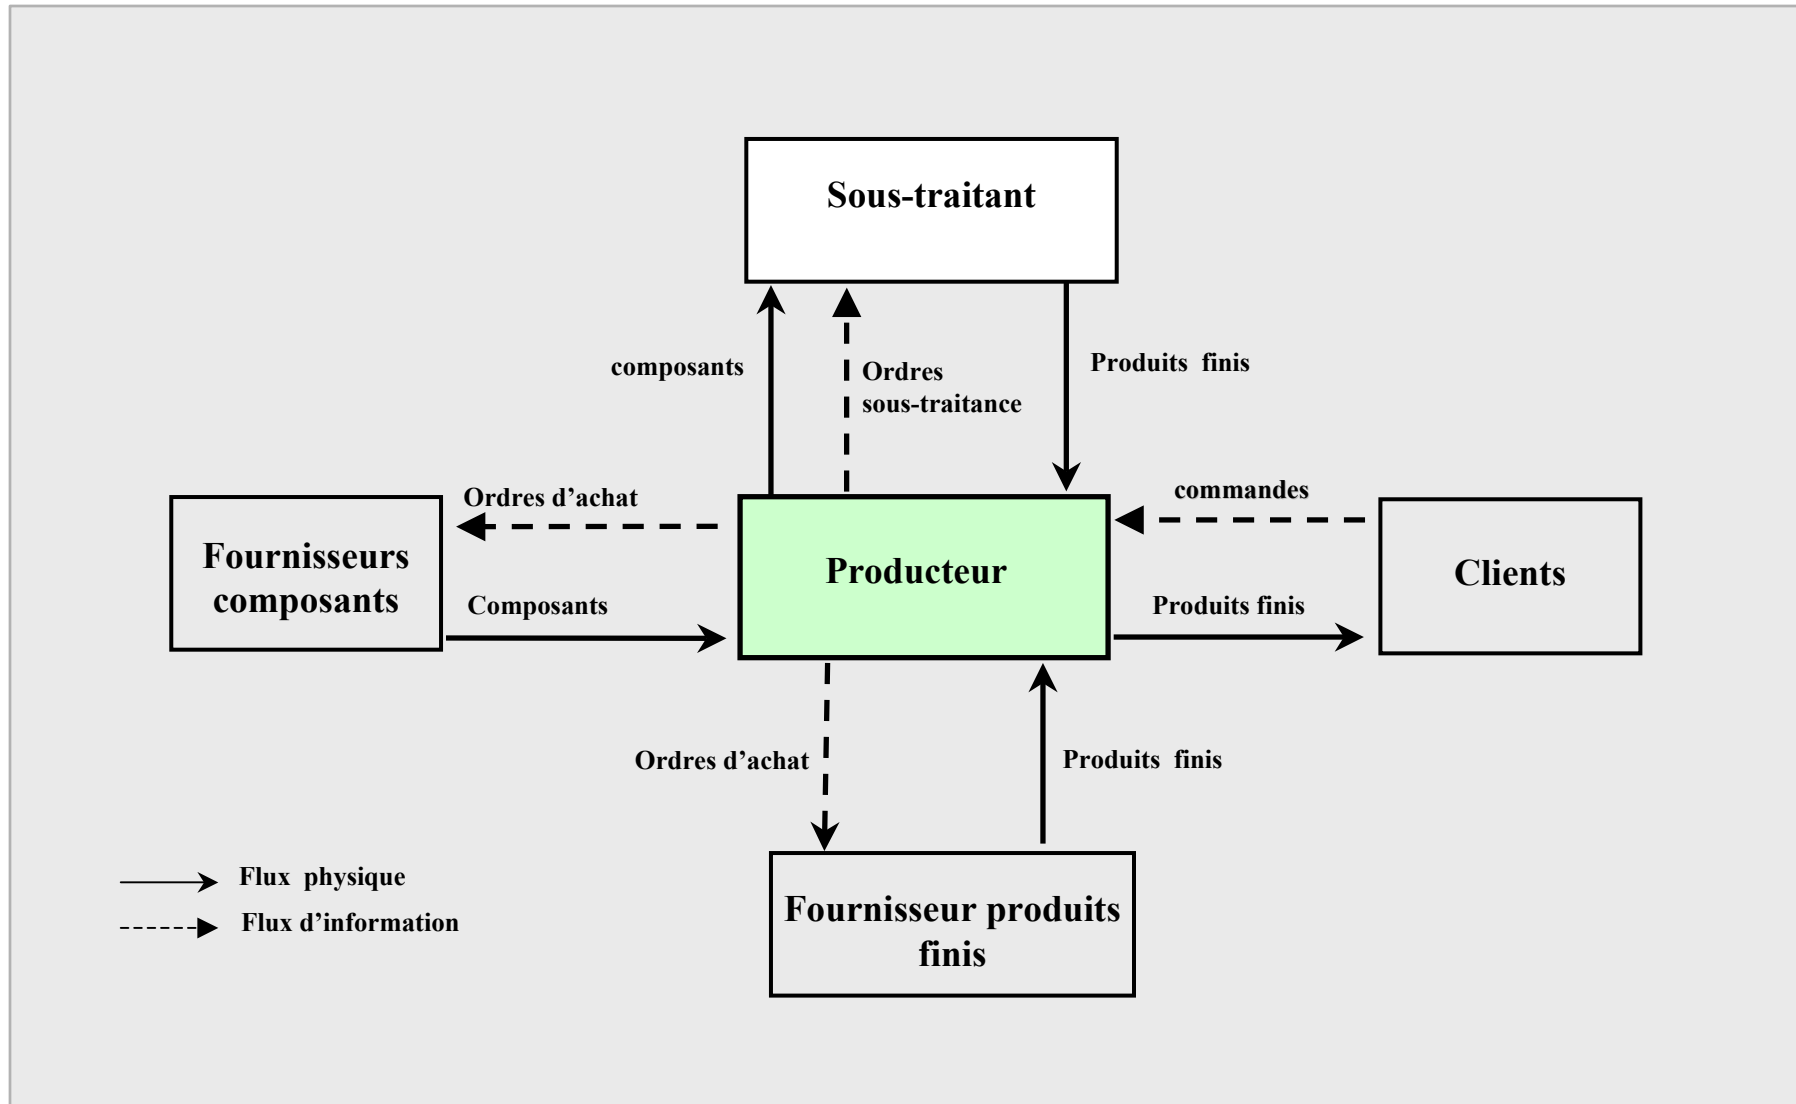 Sous-traitant
composants
Ordres
sous-traitance
Produits finis
Ordres d’achat
commandes
Fournisseurs
composants
Producteur
Clients
Composants
Produits finis
Ordres d’achat
Produits finis
Flux physique
Flux d’information
Fournisseur produits
finis